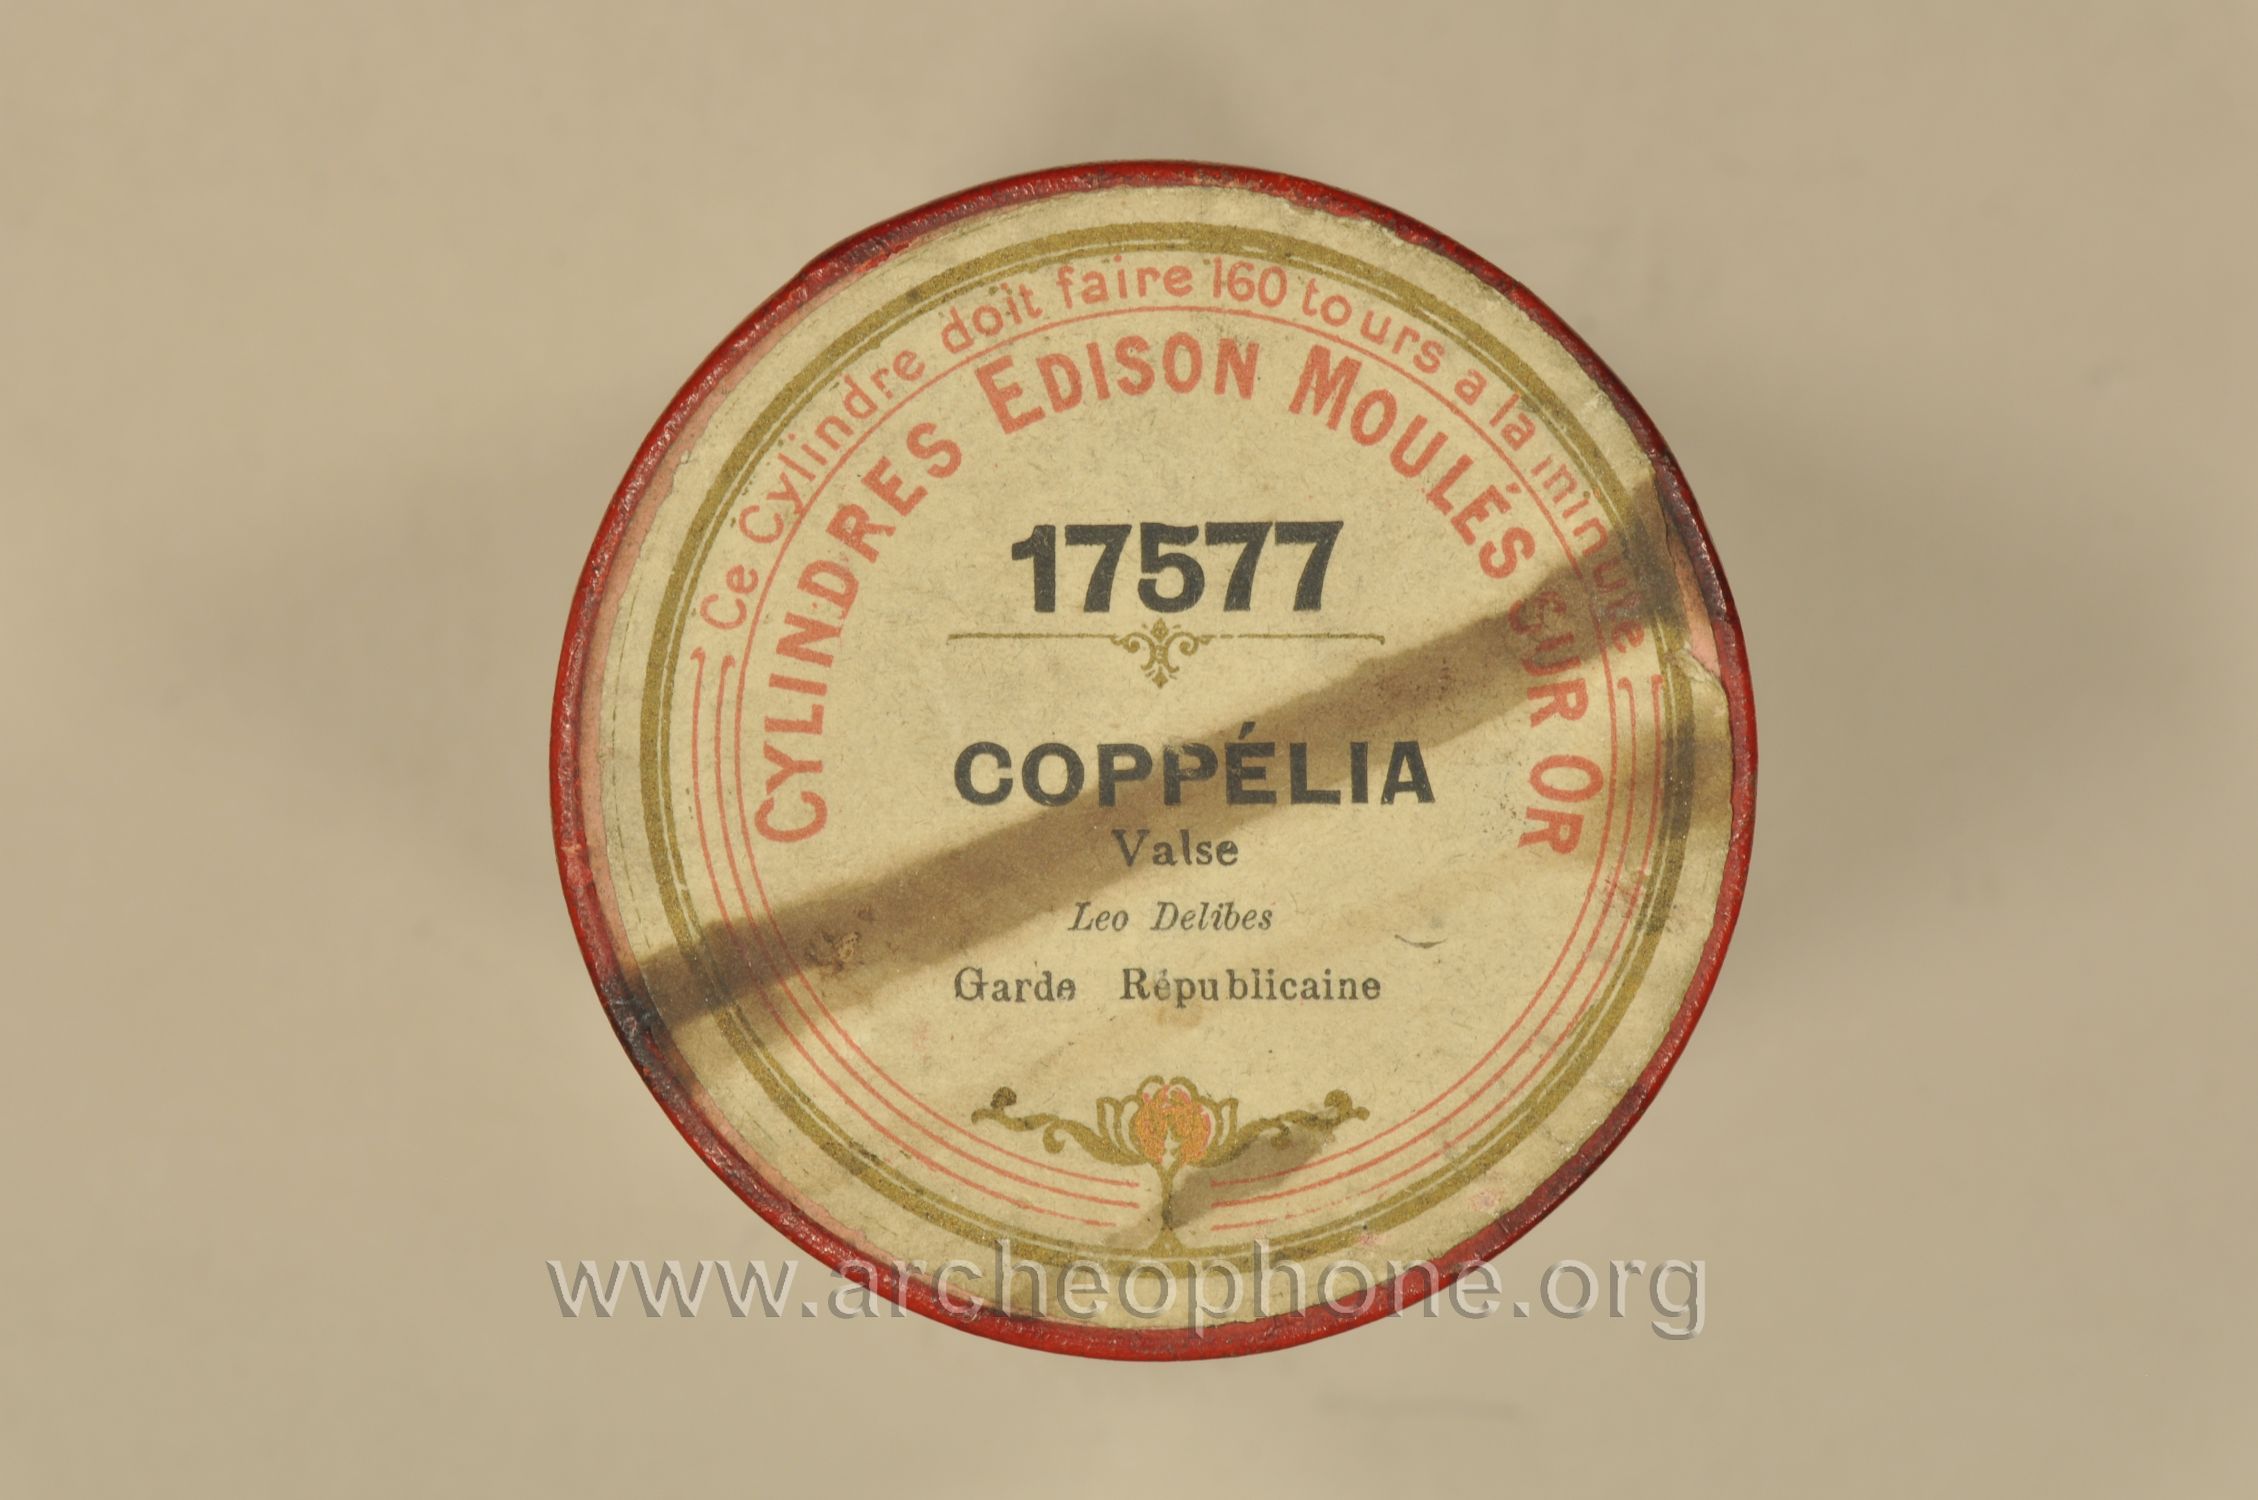 Ce Cylindre doit faire 160 tours a la minute
CYLINDRES EDISON MOULÉS SUR OR
17577
COPPÉLIA
Valse
Leo Delibes
Garde Républicaine
www.archeophone.org